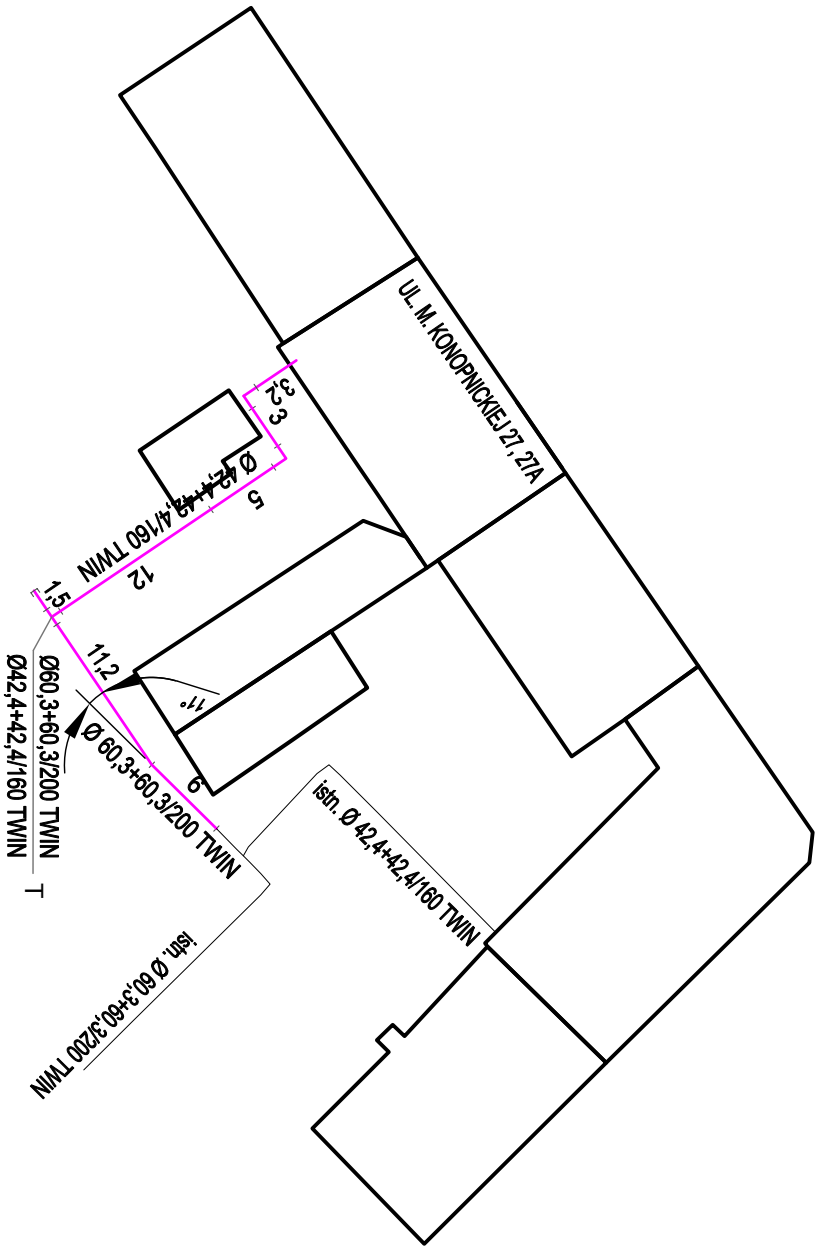 UL. M. KONOPNICKIEJ 27, 27A
3,2
3
5
Ø 42,4+42,4/160 TWIN
12
1,5
11,2
11°
Ø 60,3+60,3/200 TWIN
9
Ø60,3+60,3/200 TWIN
Ø42,4+42,4/160 TWIN
T
istn. Ø 42,4+42,4/160 TWIN
istn. Ø 60,3+60,3/200 TWIN